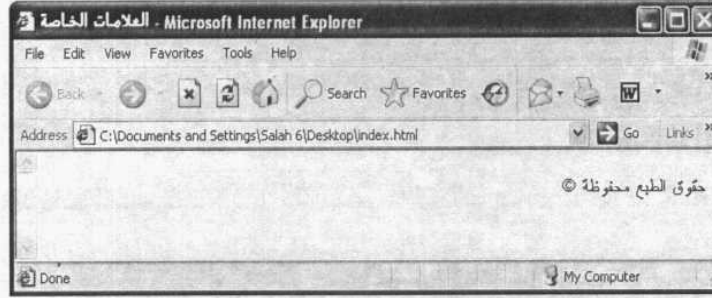 العلامات الخاصة - Microsoft Internet Explorer
File Edit View Favorites Tools Help
Back Search Favorites W »
Address C:\Documents and Settings\Salah 6\Desktop\index.html Go Links »
حقوق الطبع محفوظة ©
Done My Computer